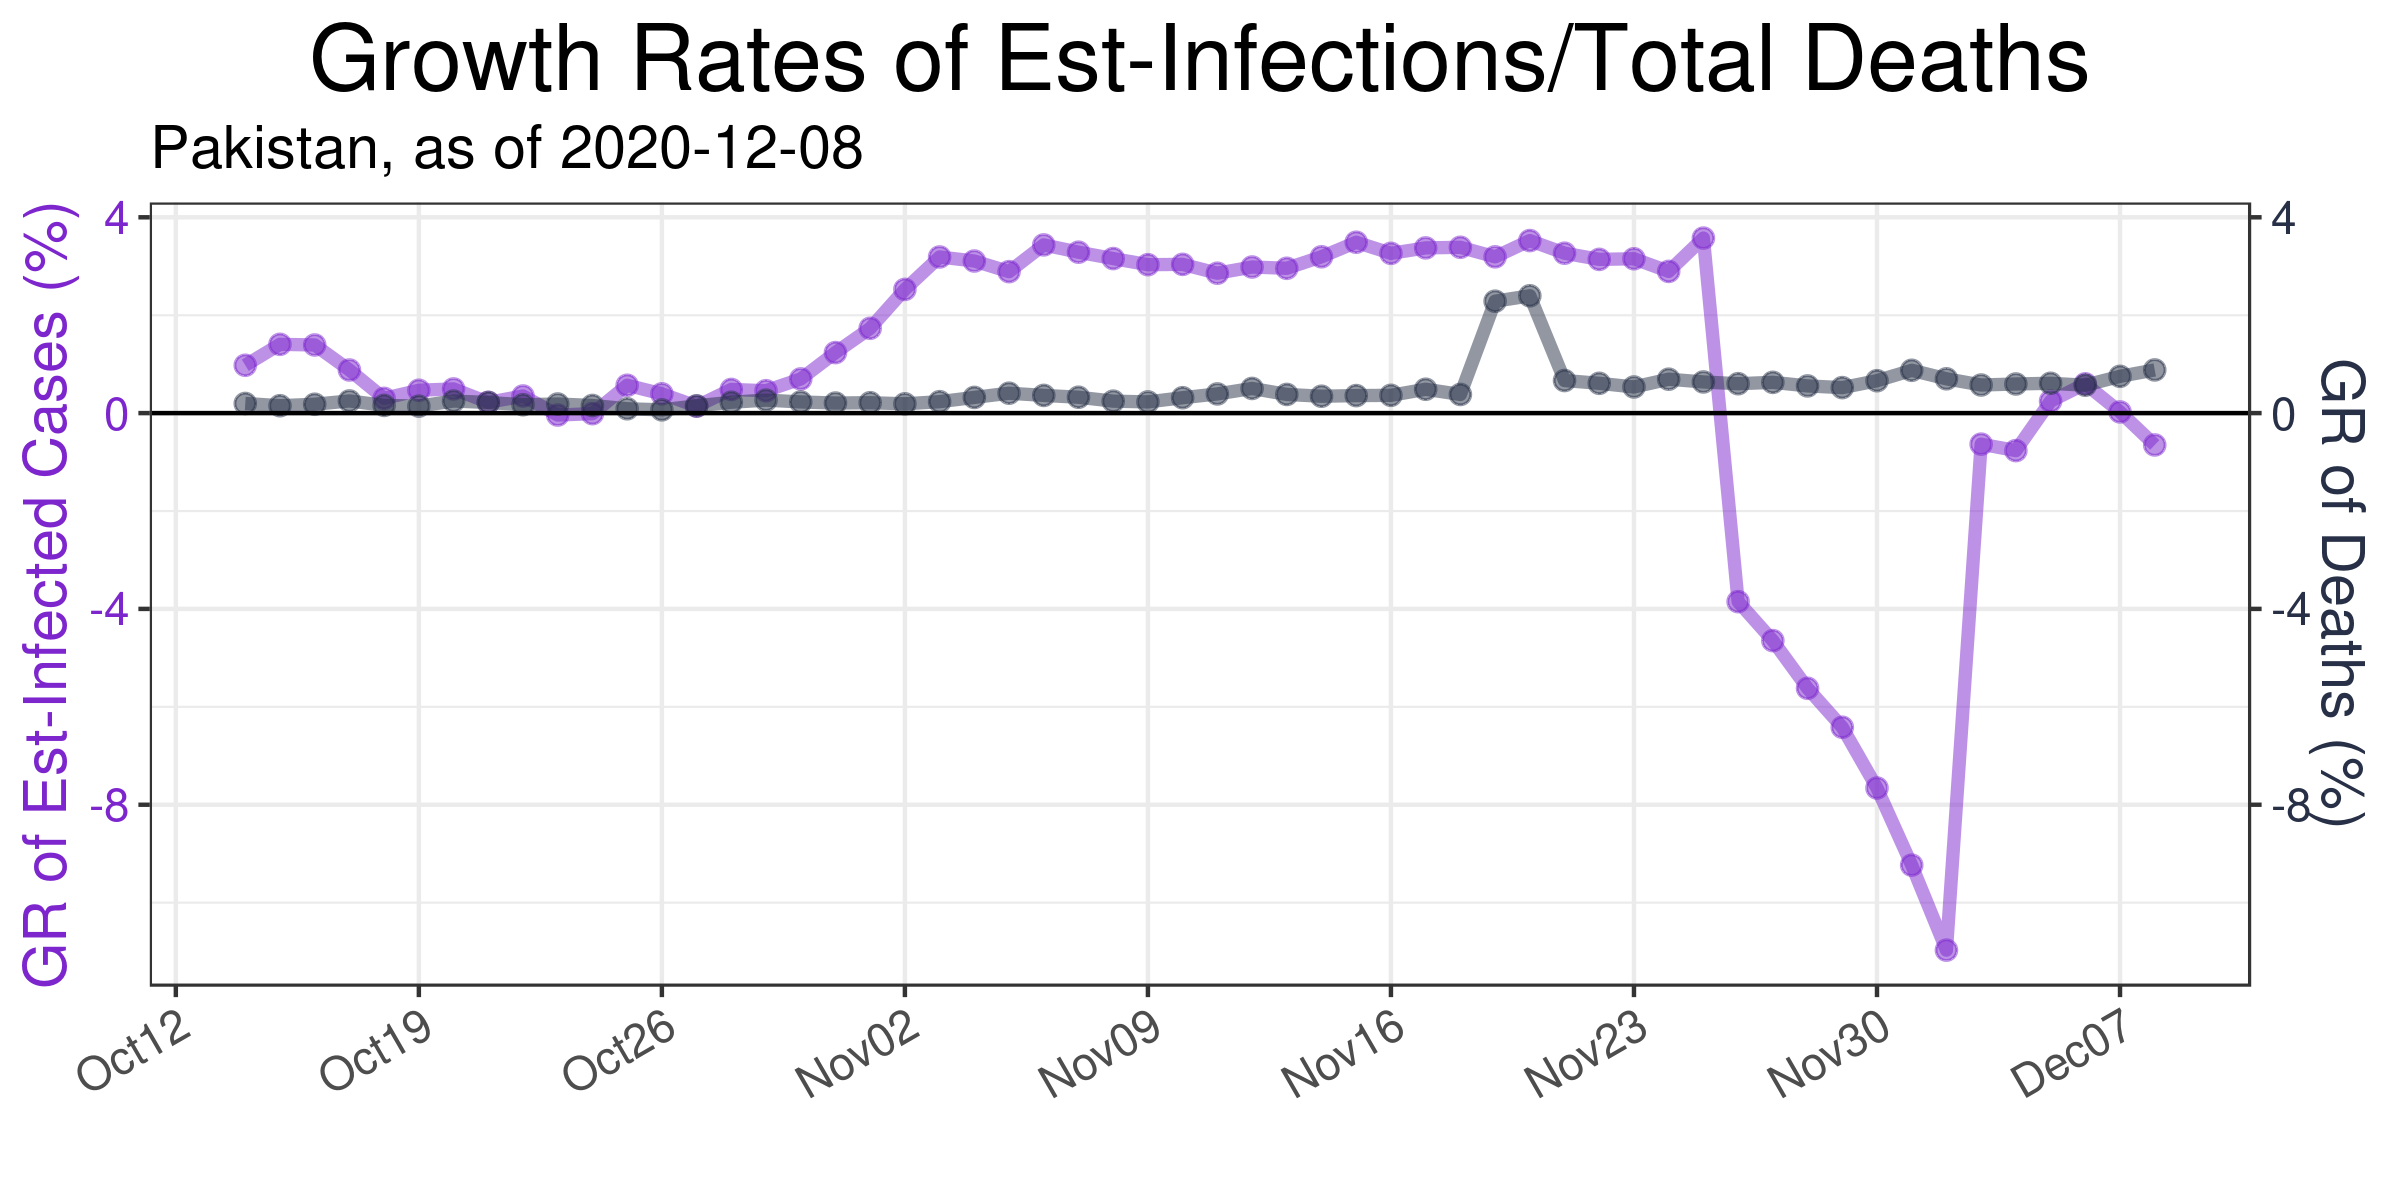 Growth Rates of Est-Infections/Total Deaths
Pakistan, as of 2020-12-08
GR of Est-Infected Cases (%)
4
0
-4
-8
4
0
-4
-8
GR of Deaths (%)
Oct12
Oct19
Oct26
Nov02
Nov09
Nov16
Nov23
Nov30
Dec07